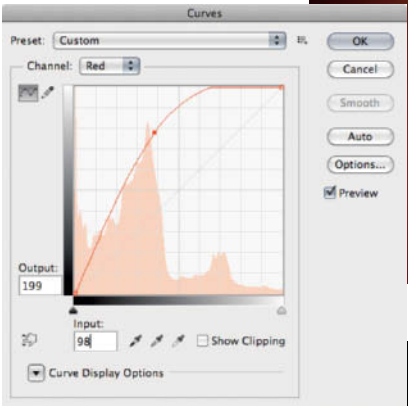 Curves
Preset: Custom
OK
Channel: Red
Cancel
Smooth
Auto
Options...
Preview
Output:
199
Input:
98
Show Clipping
Curve Display Options